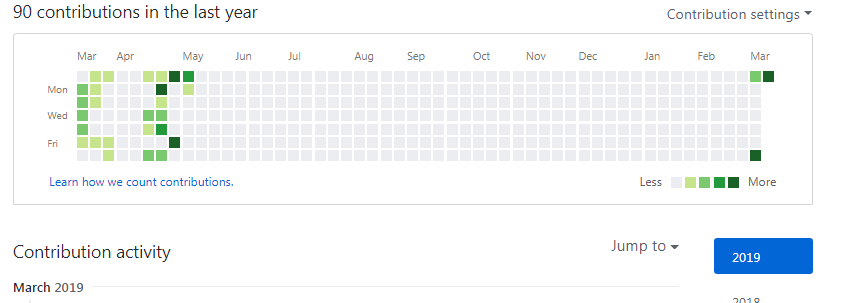 90 contributions in the last year
Contribution settings
Mar Apr May Jun Jul Aug Sep Oct Nov Dec Jan Feb Mar
Mon
Wed
Fri
Learn how we count contributions.
Less More
Contribution activity
Jump to
2019
March 2019
2018